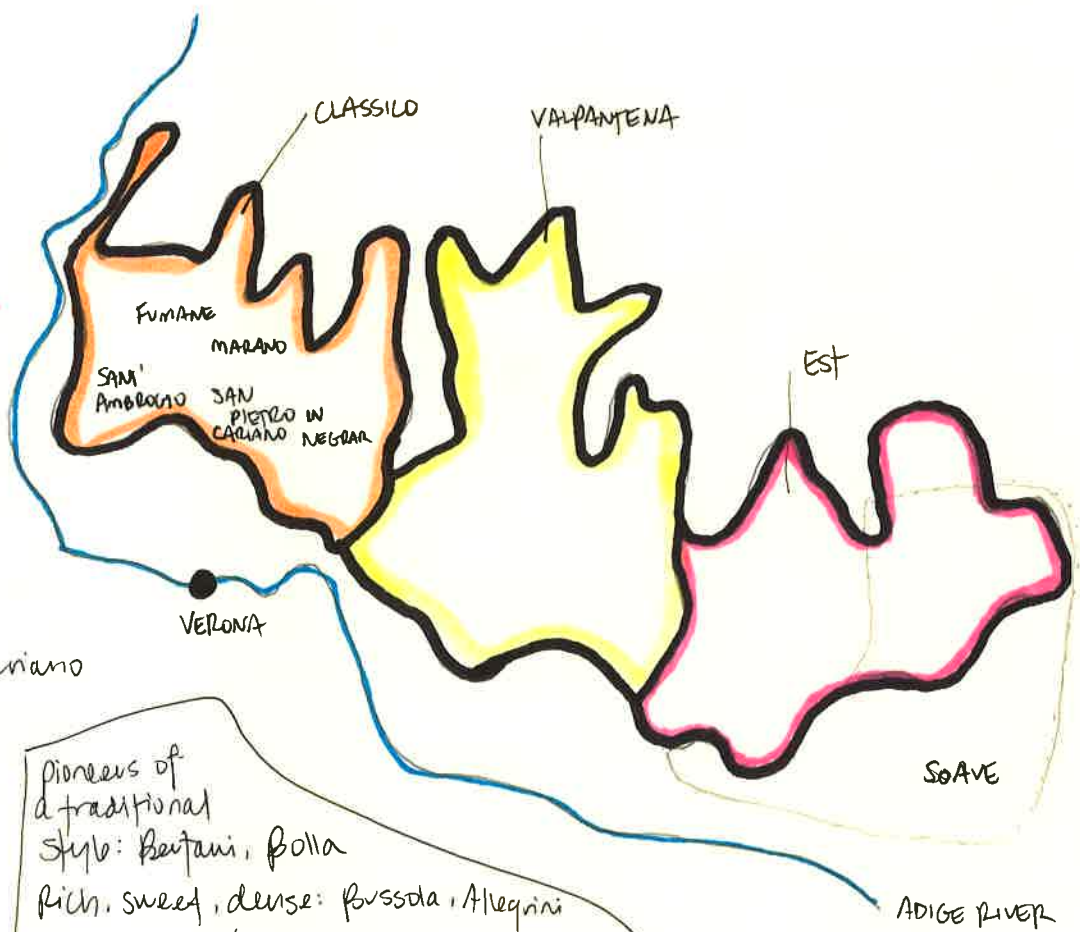 CLASSICO
VALPANTENA
FUMANE
MARANO
EST
SANT'
AMBROGIO
SAN
PIETRO IN
CARIANO
NEGRAR
VERONA
riano
pioneers of
a traditional
style: Bertani, Bolla
Rich, sweet, dense: Bussola, Allegrini
SOAVE
ADIGE RIVER